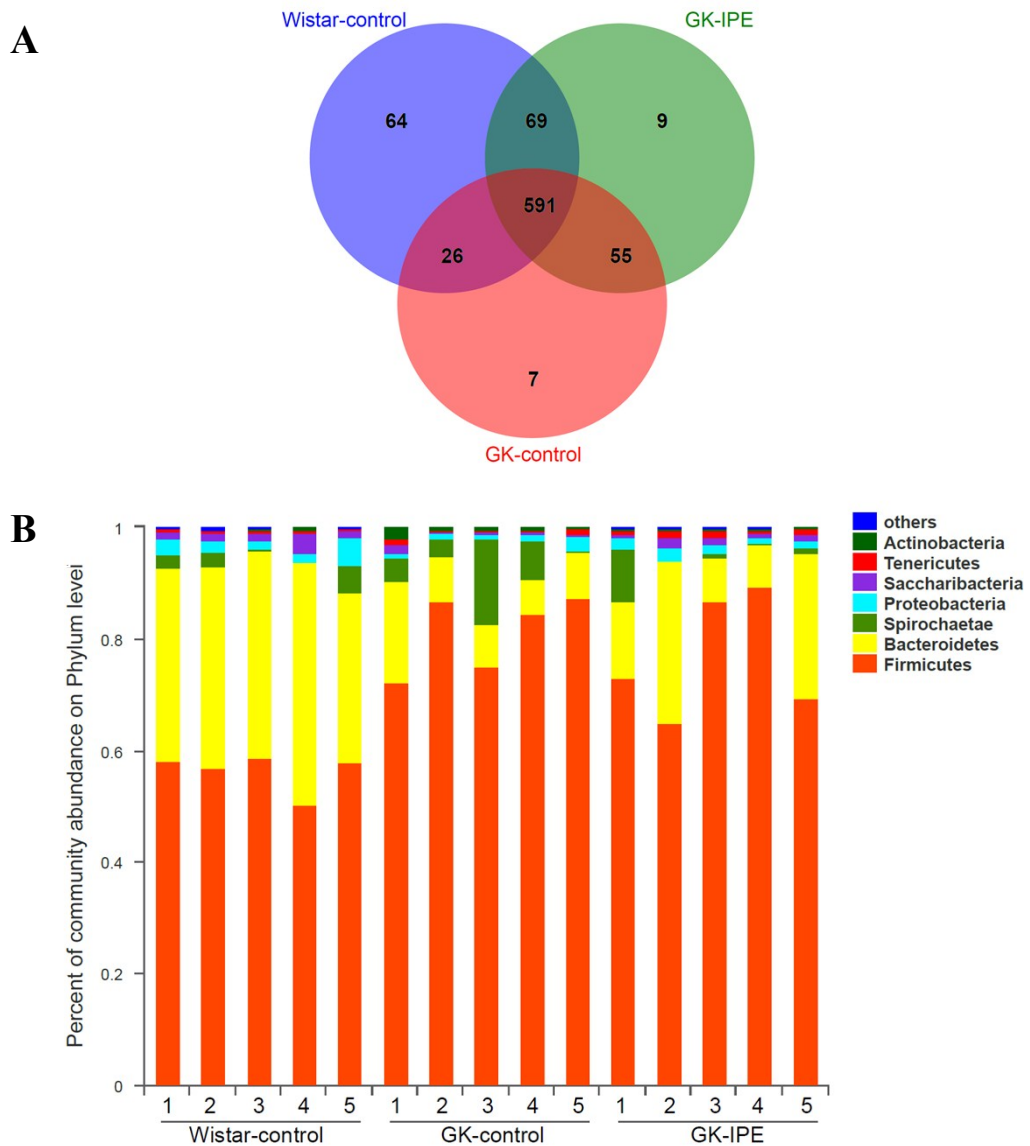 A
Wistar-control
GK-IPE
64
69
9
591
26
55
7
GK-control
B
Percent of community abundance on Phylum level
1
0.8
0.6
0.4
0.2
0
others
Actinobacteria
Tenericutes
Saccharibacteria
Proteobacteria
Spirochaetae
Bacteroidetes
Firmicutes
1 2 3 4 5 1 2 3 4 5 1 2 3 4 5
Wistar-control GK-control GK-IPE